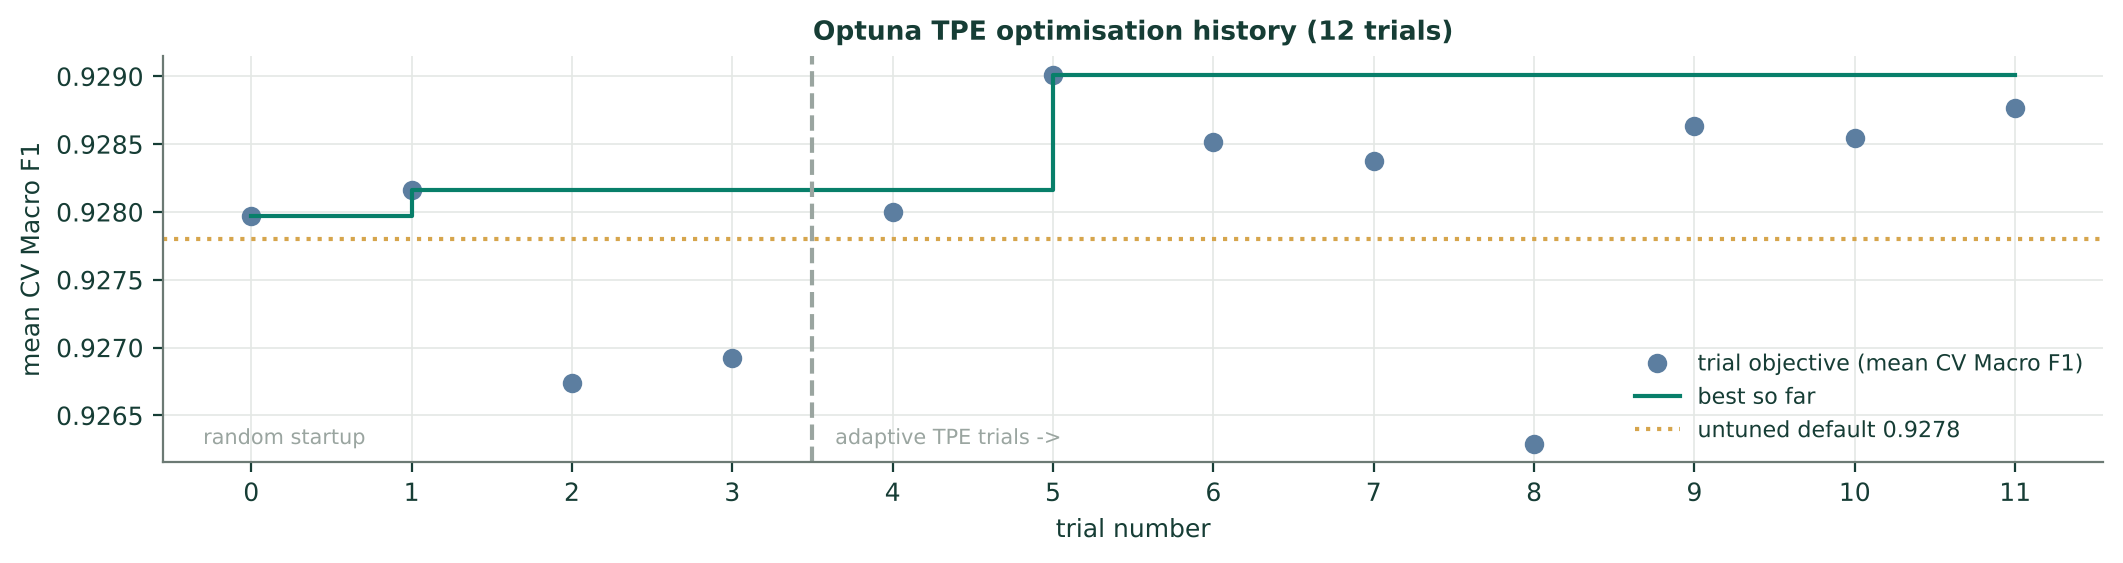 Optuna TPE optimisation history (12 trials)
mean CV Macro F1
0.9290
0.9285
0.9280
0.9275
0.9270
0.9265
random startup
adaptive TPE trials ->
trial objective (mean CV Macro F1)
best so far
untuned default 0.9278
0 1 2 3 4 5 6 7 8 9 10 11
trial number